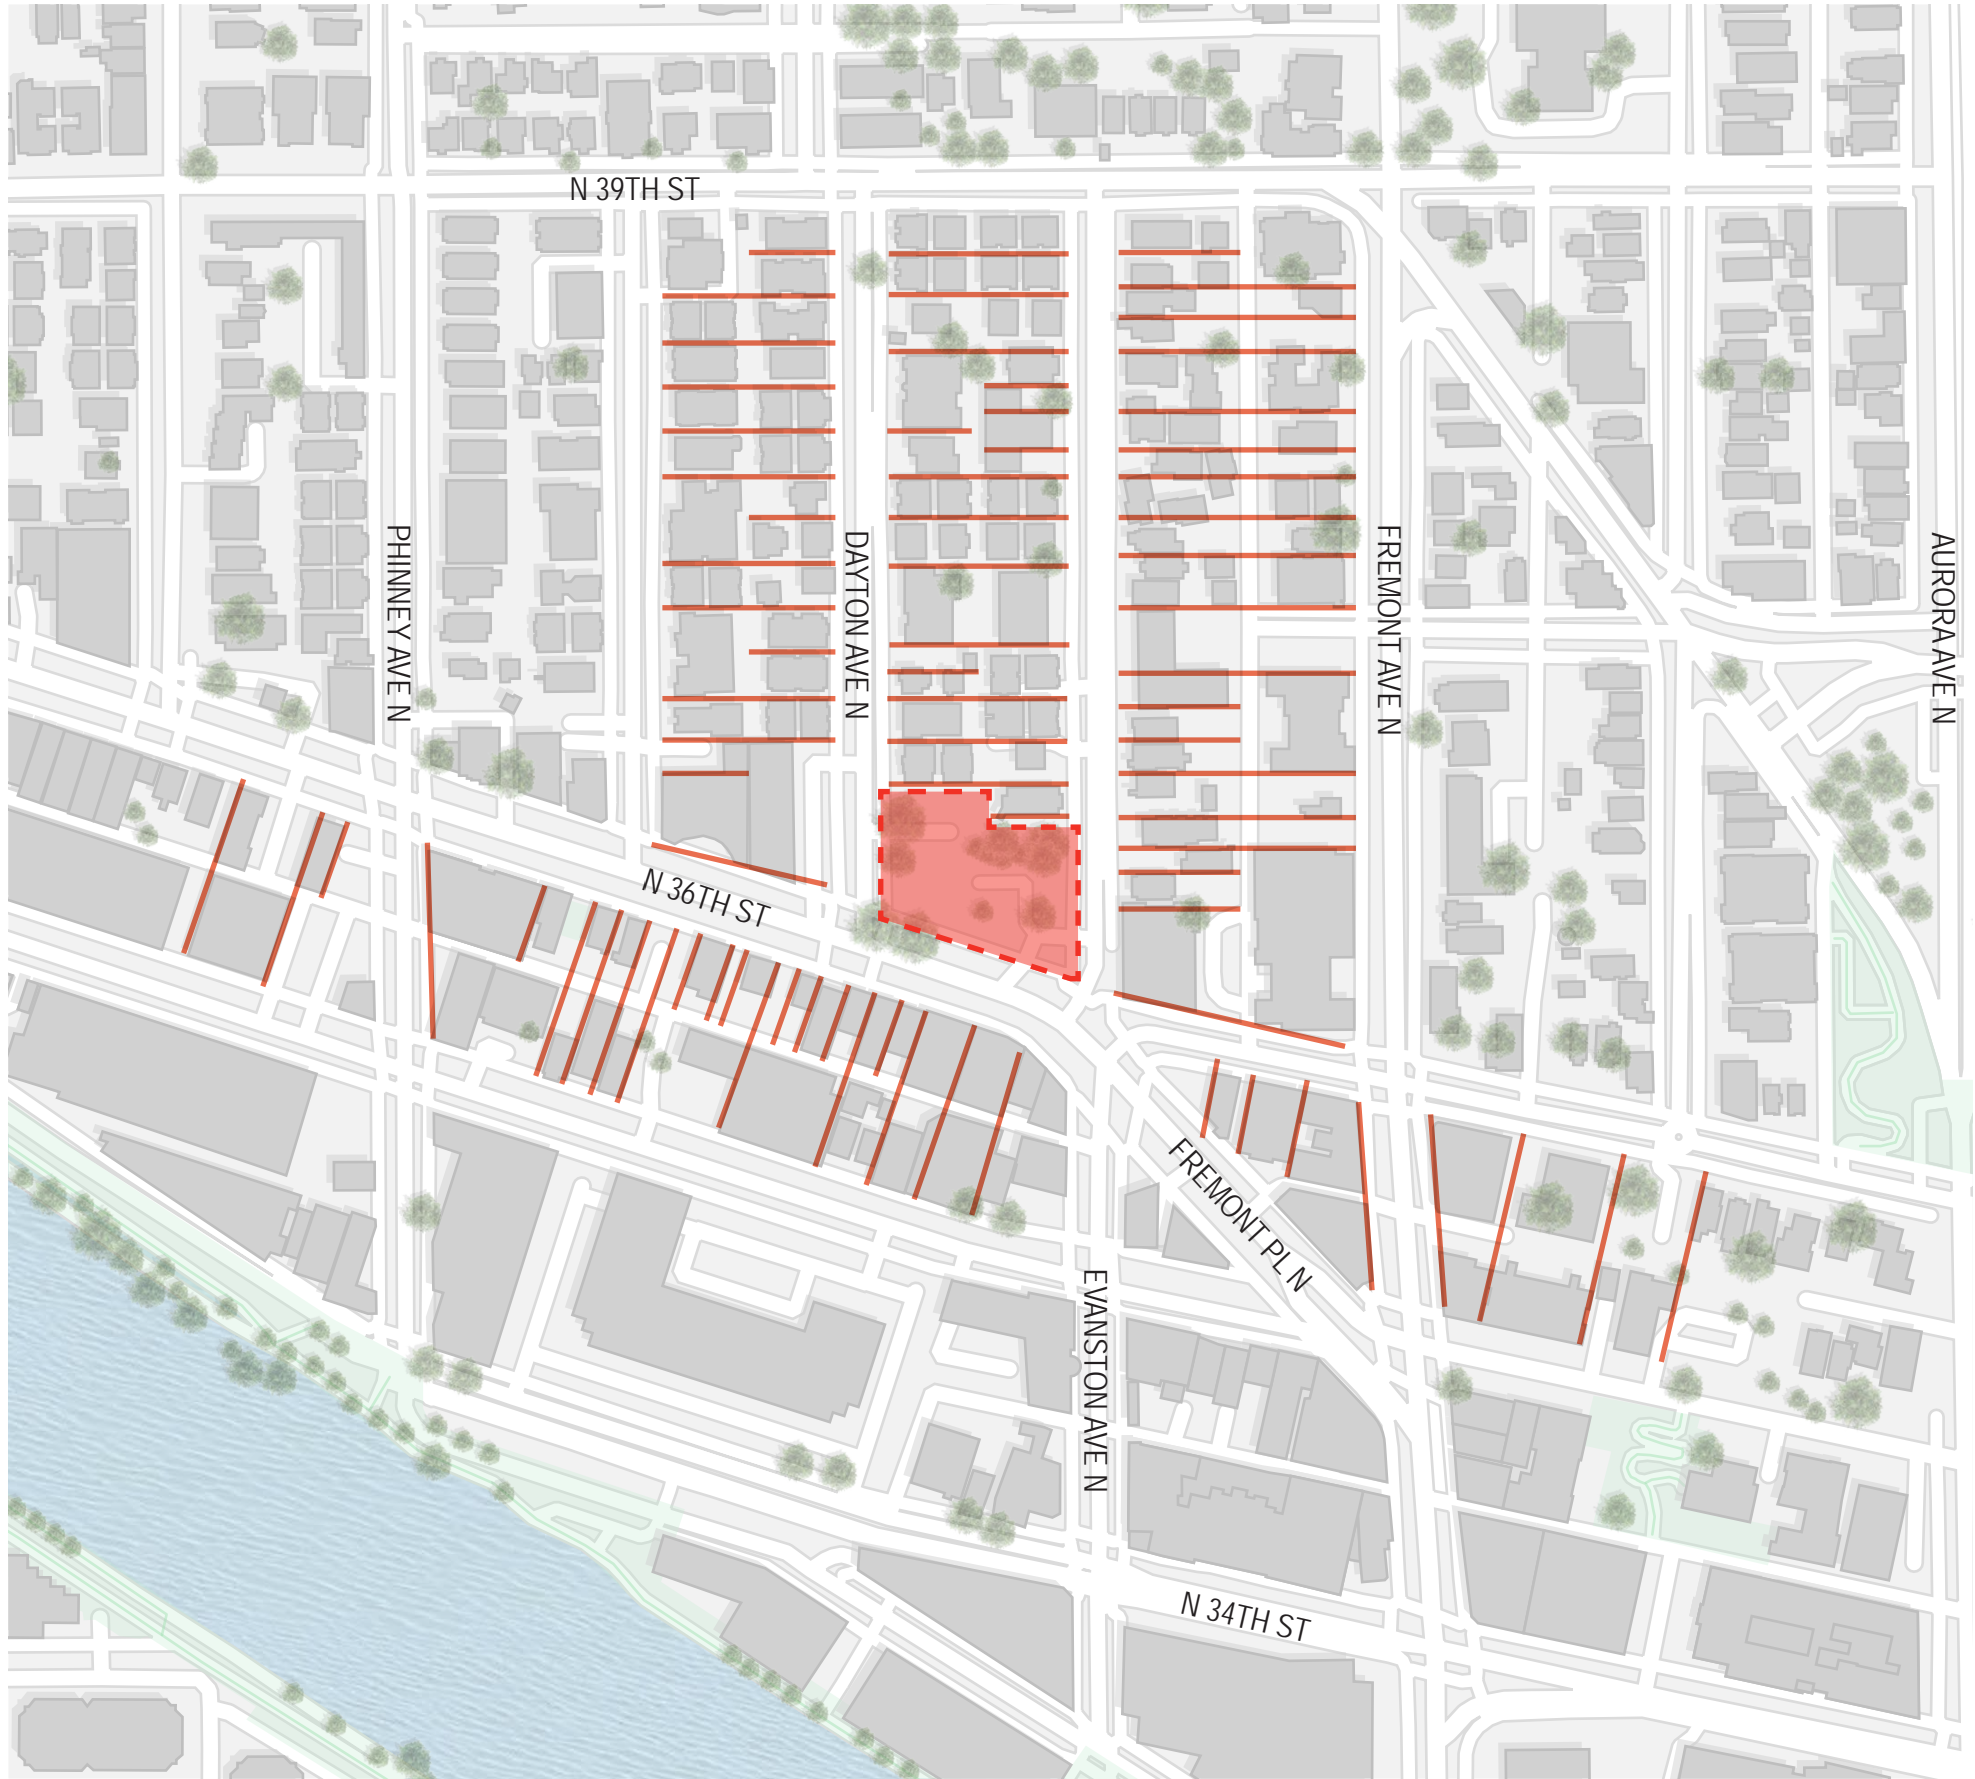 N 39TH ST
PHINNEY AVE N
DAYTON AVE N
FREMONT AVE N
AURORA AVE N
N 36TH ST
FREMONT PL N
EVANSTON AVE N
N 34TH ST